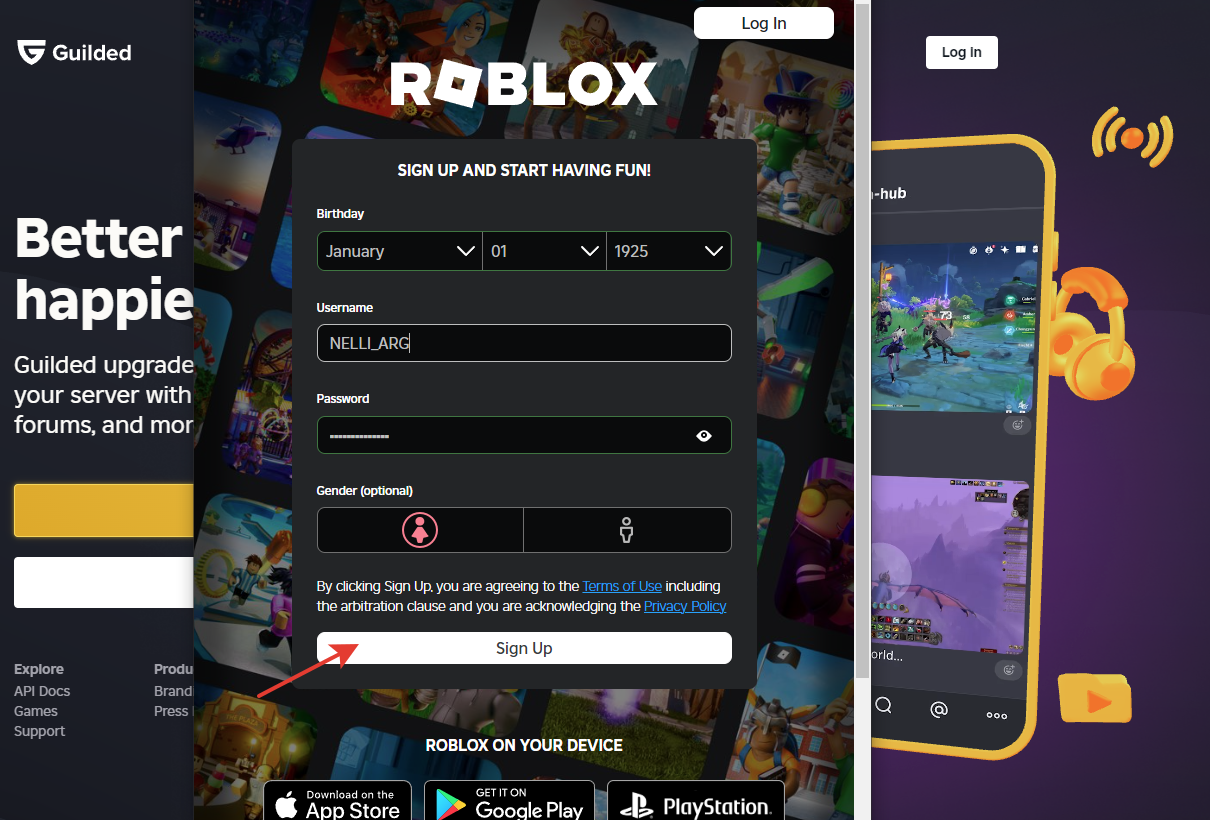 Guilded
Log In
Log In
ROBLOX
SIGN UP AND START HAVING FUN!
Birthday
January
01
1925
Username
NELLI_ARG
Password
Gender (optional)
By clicking Sign Up, you are agreeing to the Terms of Use including
the arbitration clause and you are acknowledging the Privacy Policy
Sign Up
ROBLOX ON YOUR DEVICE
Download on the
App Store
GET IT ON
Google Play
PlayStation.
Better
happie
Guilded upgrade
your server with
forums, and mor
Explore
API Docs
Games
Support
Produ
Brandi
Press
-hub
73
orld...